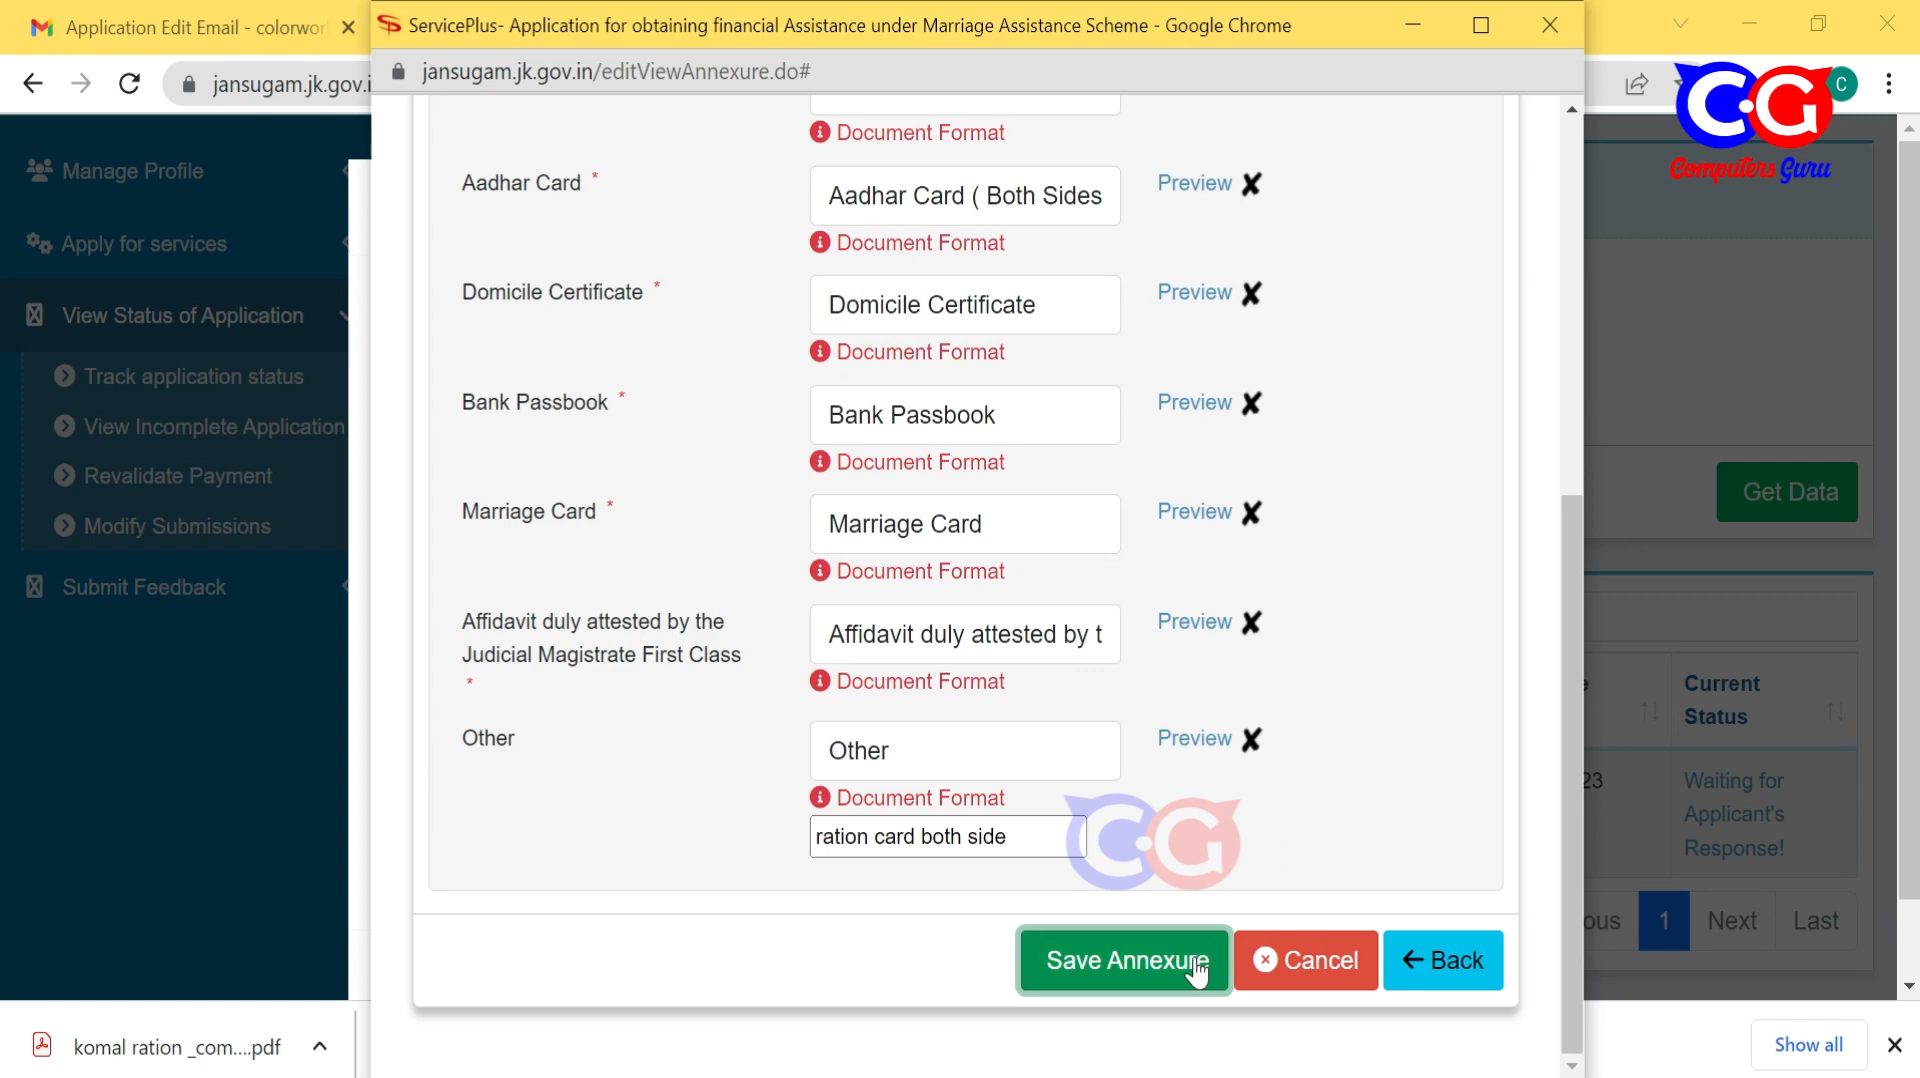 Application Edit Email - colorwor
ServicePlus- Application for obtaining financial Assistance under Marriage Assistance Scheme - Google Chrome
jansugam.jk.gov.i
jansugam.jk.gov.in/editViewAnnexure.do#
C
CG
Computers Guru
Manage Profile
Apply for services
View Status of Application
Track application status
View Incomplete Application
Revalidate Payment
Modify Submissions
Submit Feedback
Document Format
Aadhar Card *
Aadhar Card ( Both Sides
Preview
Document Format
Domicile Certificate *
Domicile Certificate
Preview
Document Format
Bank Passbook *
Bank Passbook
Preview
Document Format
Marriage Card *
Marriage Card
Preview
Document Format
Affidavit duly attested by the
Judicial Magistrate First Class
*
Affidavit duly attested by t
Preview
Document Format
Other
Other
Preview
Document Format
ration card both side
CG
Save Annexure
Cancel
Back
Get Data
e
Current
Status
23
Waiting for
Applicant's
Response!
ous
1
Next
Last
komal ration _com....pdf
Show all